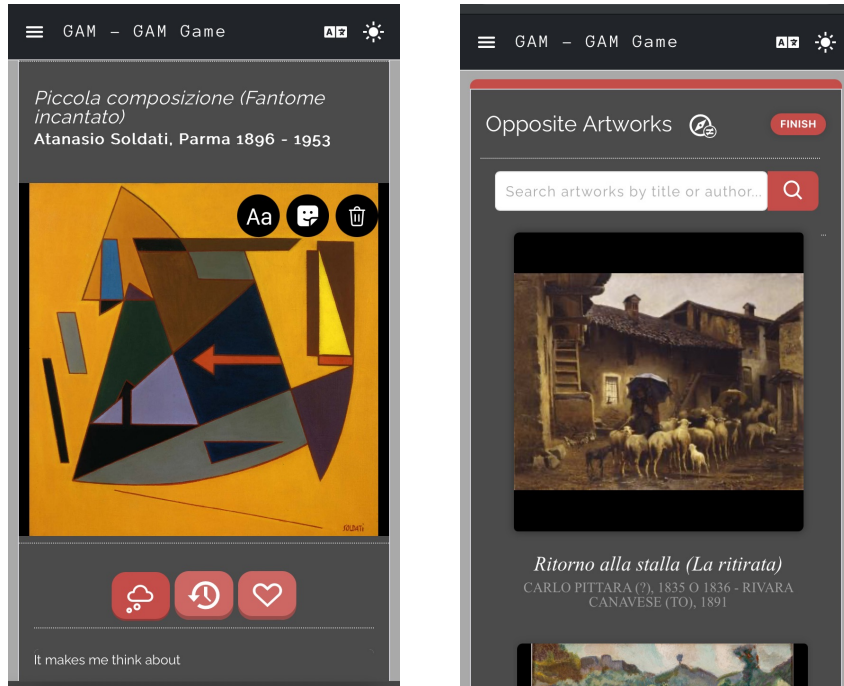 GAM – GAM Game
Piccola composizione (Fantome
incantato)
Atanasio Soldati, Parma 1896 - 1953
Aa
SOLDATI
It makes me think about
GAM – GAM Game
Opposite Artworks
FINISH
Search artworks by title or author...
...
Ritorno alla stalla (La ritirata)
CARLO PITTARA (?), 1835 O 1836 - RIVARA
CANAVESE (TO), 1891